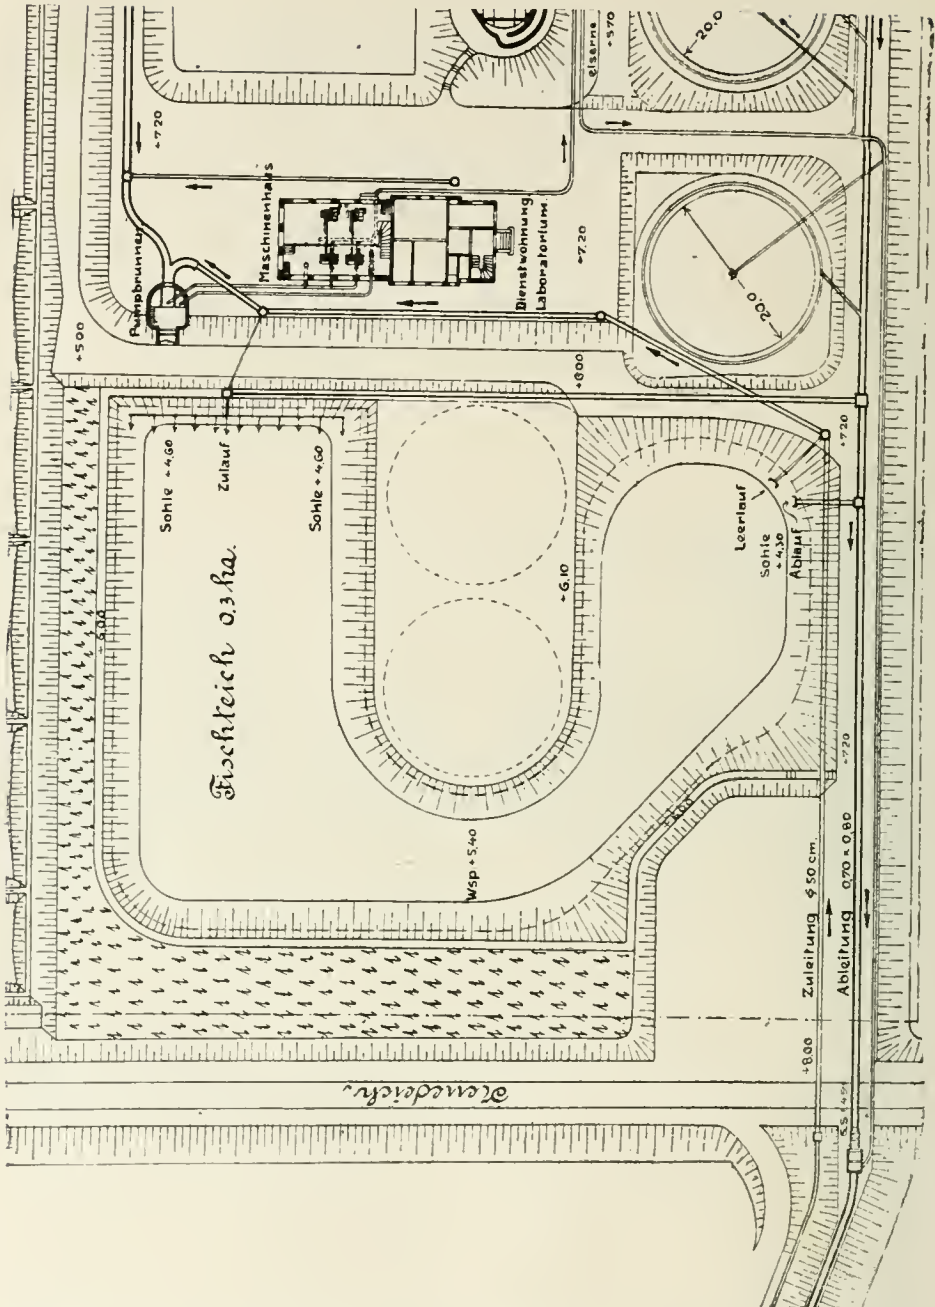 20.0
eiserne
+5.70
+7.20
Maschinenhaus
Pumpbrunnen
Dienstwohnung
Laboratorium.
+7.20
20.0
+5.00
+6.00
+7.20
Sohle +4.60
Zulauf
Sohle +4.60
Leerlauf
Sohle
+4.30
Ablauf
Fischteich 0.3 ha.
+6.10
+6.00
+7.20
Wsp +5.40
Zuleitung ϕ 50 cm
Ableitung 0.70 × 0.80
+8.00